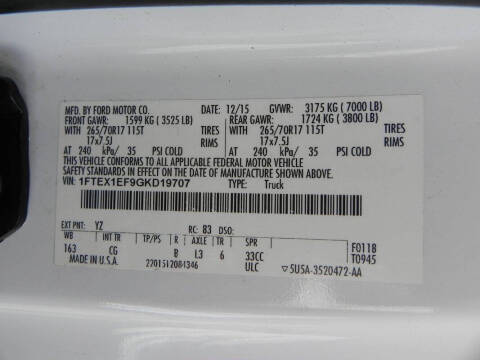 MFD. BY FORD MOTOR CO. DATE: 12/15 GVWR: 3175 KG ( 7000 LB)
FRONT GAWR: 1599 KG ( 3525 LB) REAR GAWR: 1724 KG ( 3800 LB)
WITH 265/70R17 115T TIRES WITH 265/70R17 115T TIRES
17x7.5J RIMS 17x7.5J RIMS
AT 240 kPa/ 35 PSI COLD AT 240 kPa/ 35 PSI COLD
THIS VEHICLE CONFORMS TO ALL APPLICABLE FEDERAL MOTOR VEHICLE
SAFETY STANDARDS IN EFFECT ON THE DATE OF MANUFACTURE SHOWN ABOVE.
VIN: 1FTEX1EF9GKD19707 TYPE: Truck
EXT PNT: YZ RC: 83 DSO:
WB INT TR TP/PS R AXLE TR SPR F0118
163 CG B L3 6 33CC T0945
MADE IN U.S.A. 2201512084346 ULC ▽5U5A-3520472-AA